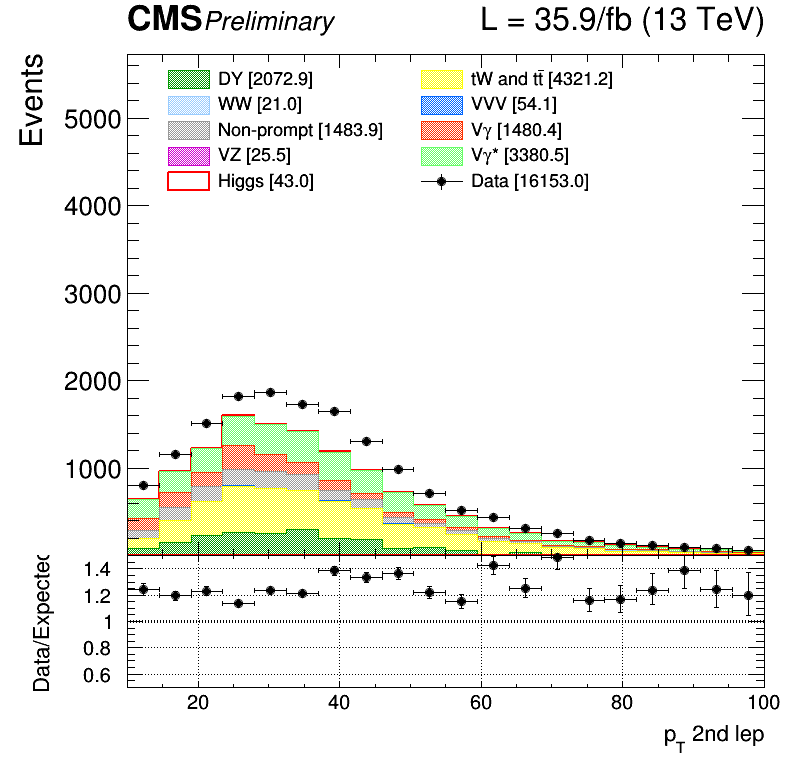 CMS Preliminary L = 35.9/fb (13 TeV)
Events
DY [2072.9]
WW [21.0]
Non-prompt [1483.9]
VZ [25.5]
Higgs [43.0]
tW and tt̄ [4321.2]
VVV [54.1]
Vγ [1480.4]
Vγ* [3380.5]
Data [16153.0]
5000
4000
3000
2000
1000
Data/Expected
1.4
1.2
1
0.8
0.6
20 40 60 80 100
p_T 2nd lep